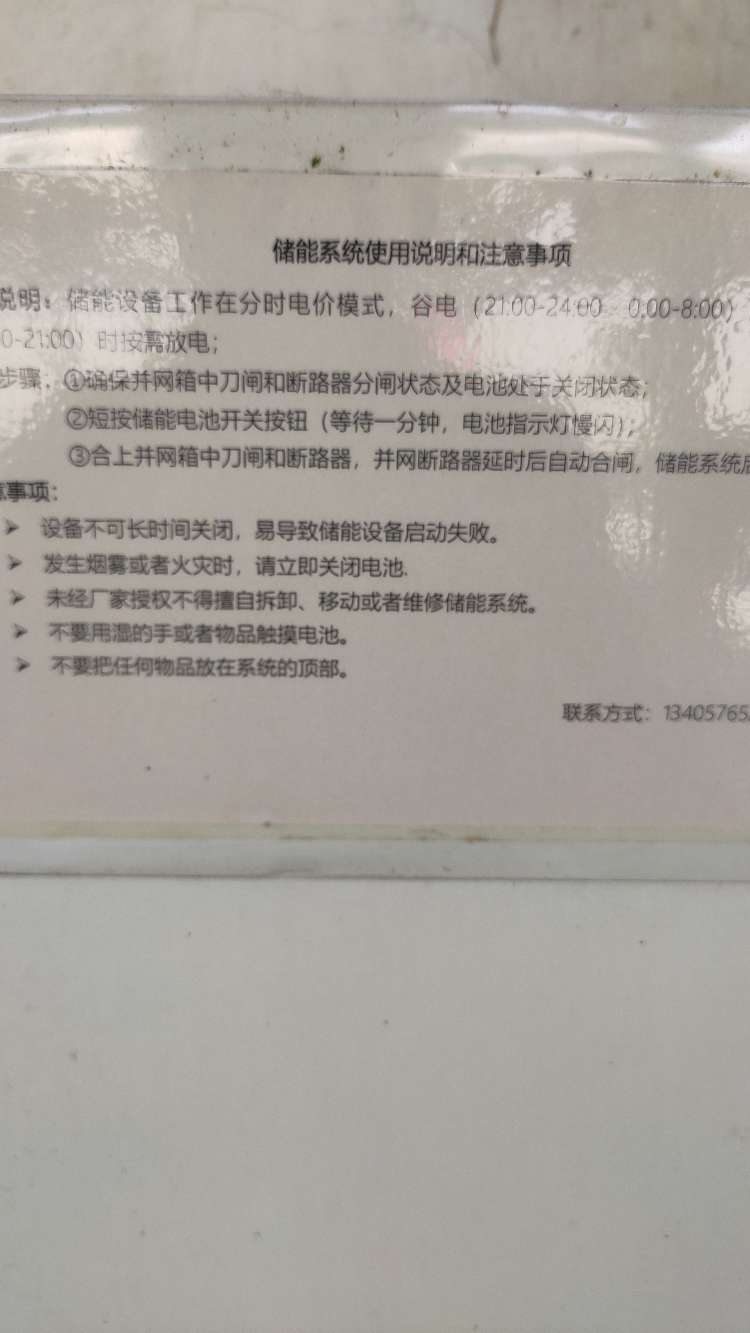 储能系统使用说明和注意事项
说明：储能设备工作在分时电价模式，谷电（21:00-24:00、0:00-8:00）
0-21:00）时按需放电；
步骤：①确保并网箱中刀闸和断路器分闸状态及电池处于关闭状态；
②短按储能电池开关按钮（等待一分钟，电池指示灯慢闪）；
③合上并网箱中刀闸和断路器，并网断路器延时后自动合闸，储能系统
意事项：
➤ 设备不可长时间关闭，易导致储能设备启动失败。
➤ 发生烟雾或者火灾时，请立即关闭电池.
➤ 未经厂家授权不得擅自拆卸、移动或者维修储能系统。
➤ 不要用湿的手或者物品触摸电池。
➤ 不要把任何物品放在系统的顶部。
联系方式：13405765